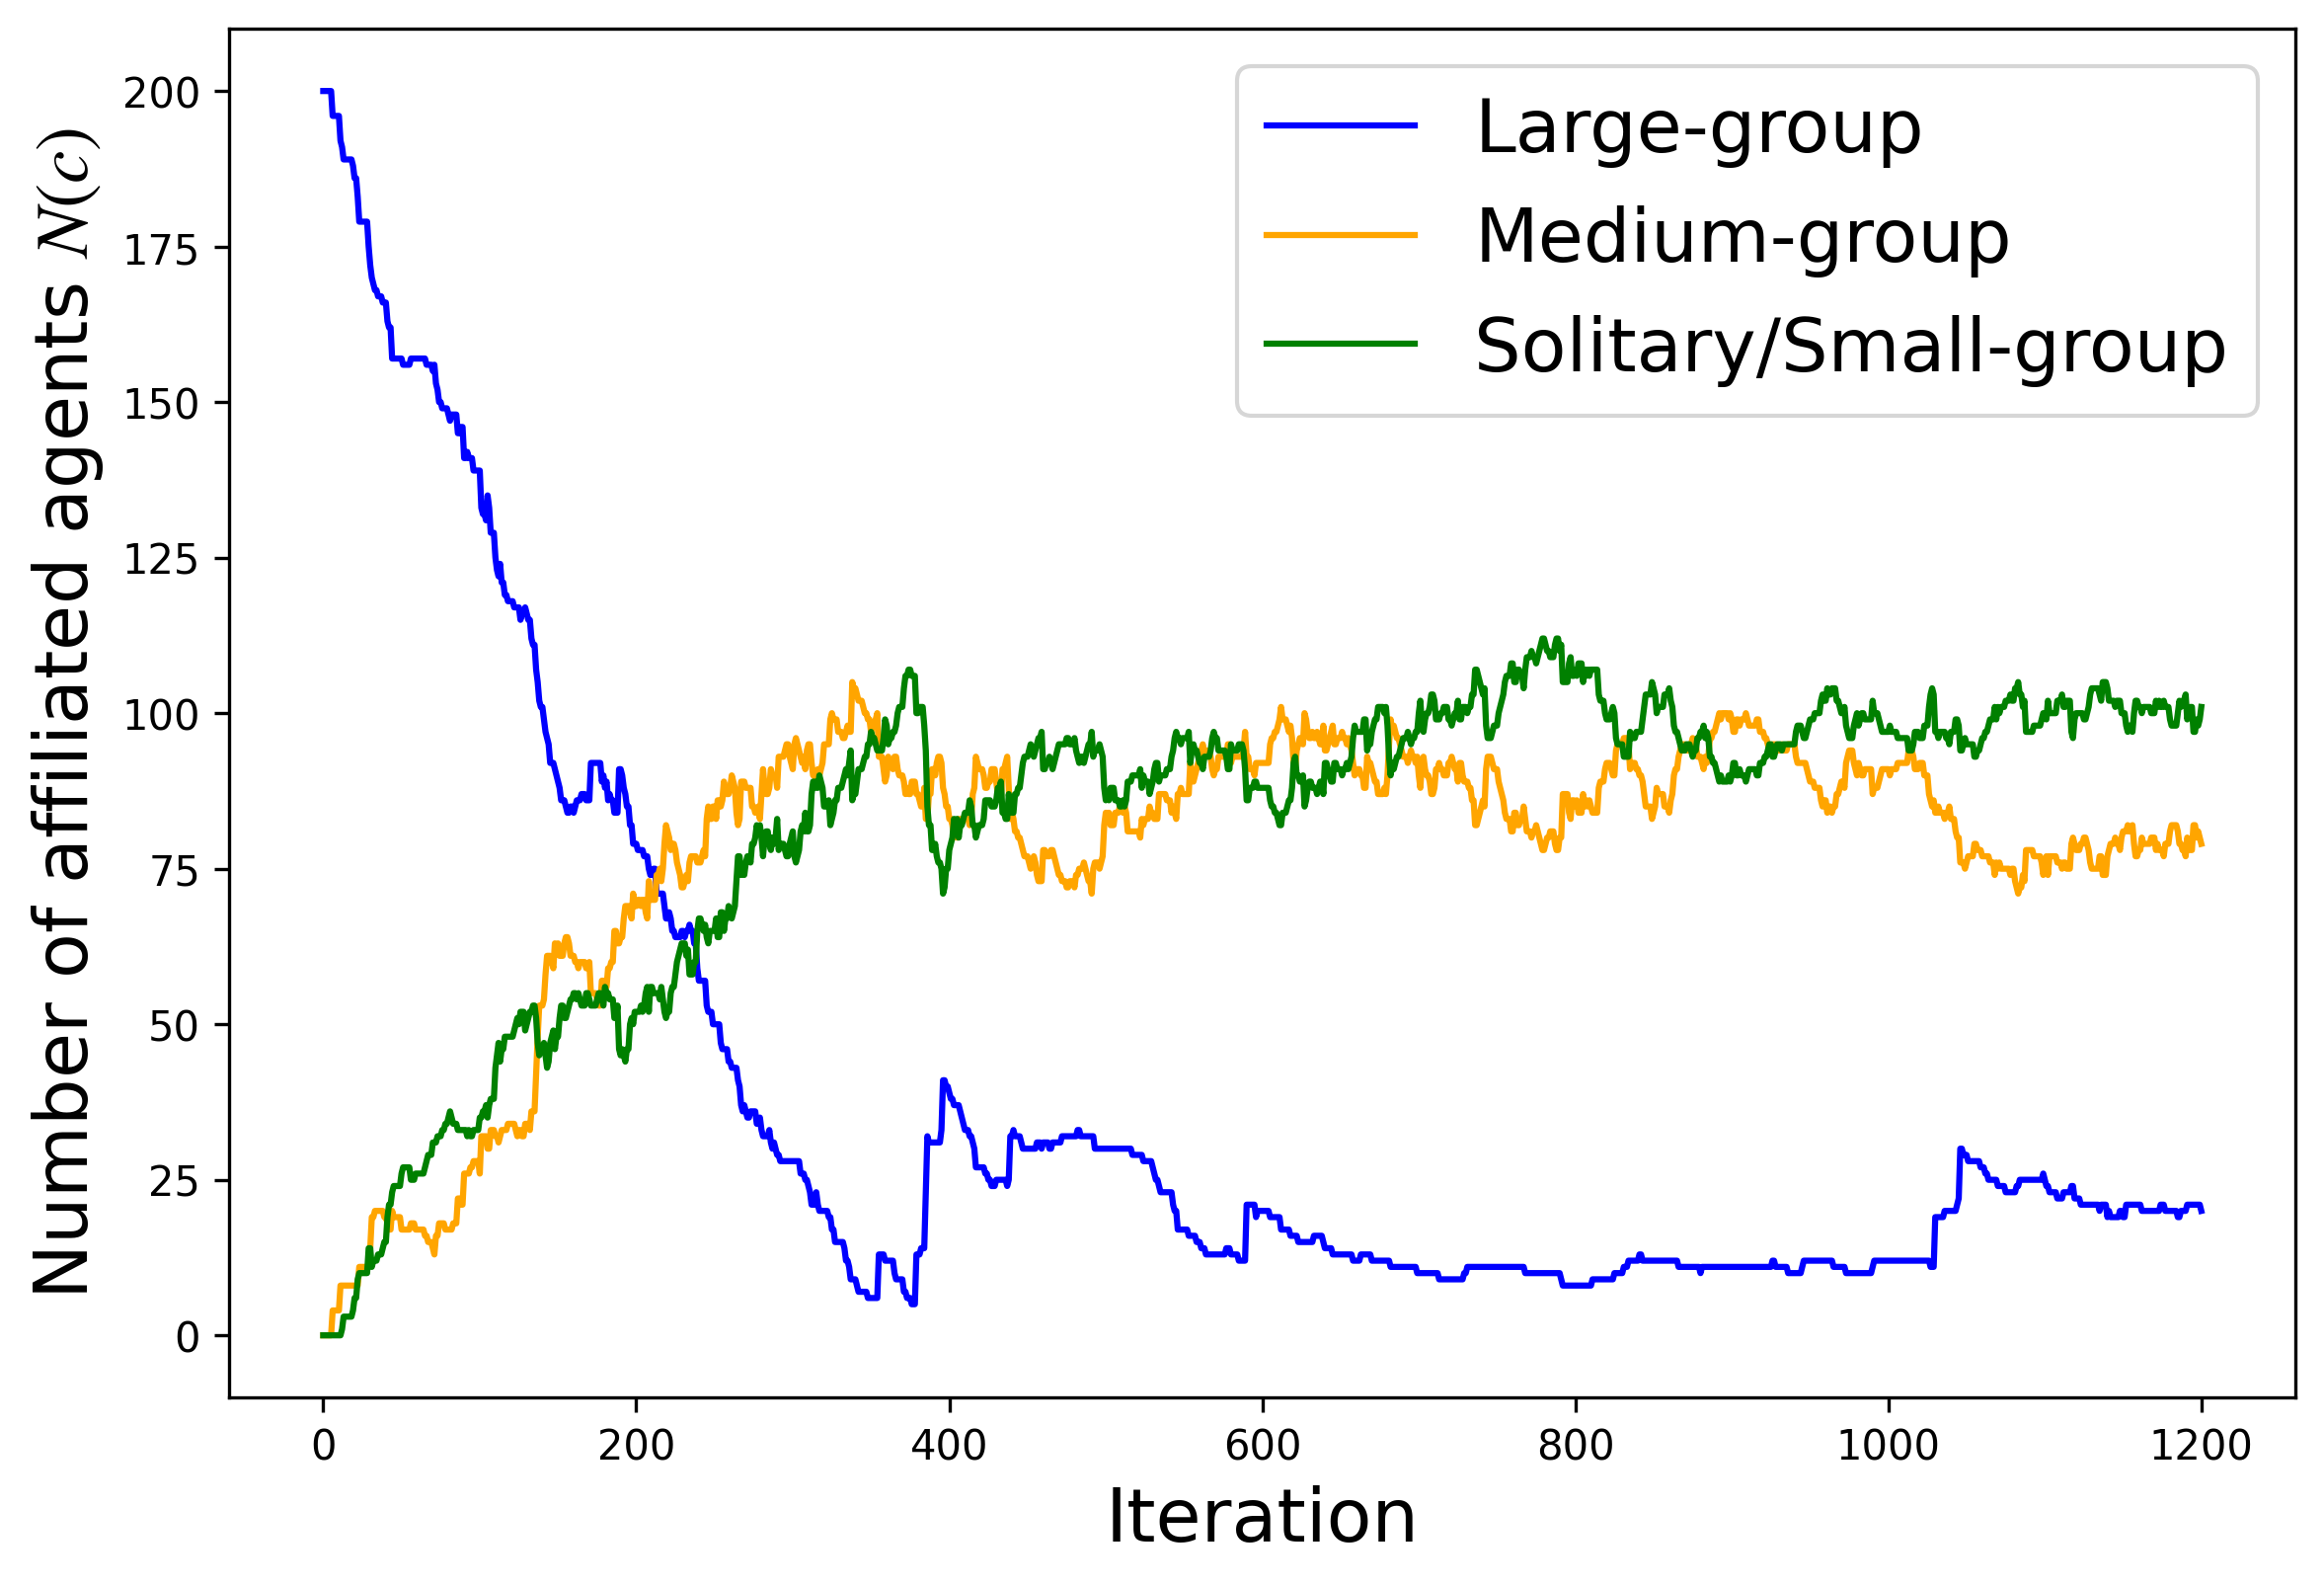 Number of affiliated agents N(c)
200
175
150
125
100
75
50
25
0
Large-group
Medium-group
Solitary/Small-group
0 200 400 600 800 1000 1200
Iteration